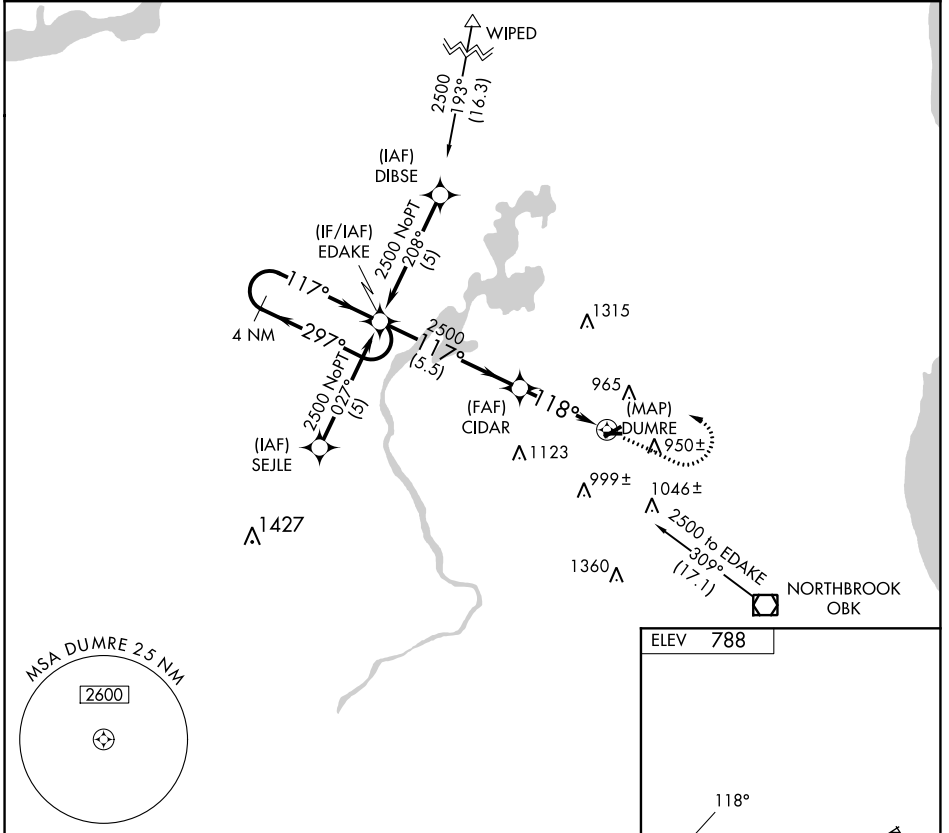 WIPED
2500
193°
(16.3)
(IAF)
DIBSE
(IF/IAF)
EDAKE
2500 NoPT
208°
(5)
117°
4 NM
297°
2500
117°
(5.5)
1315
2500 NoPT
027°
(5)
(IAF)
SEJLE
(FAF)
CIDAR
118°
965
(MAP)
DUMRE
950±
1123
999±
1046±
1427
1360
2500 to EDAKE
309°
(17.1)
NORTHBROOK
OBK
MSA DUMRE 25 NM
2600
ELEV 788
118°